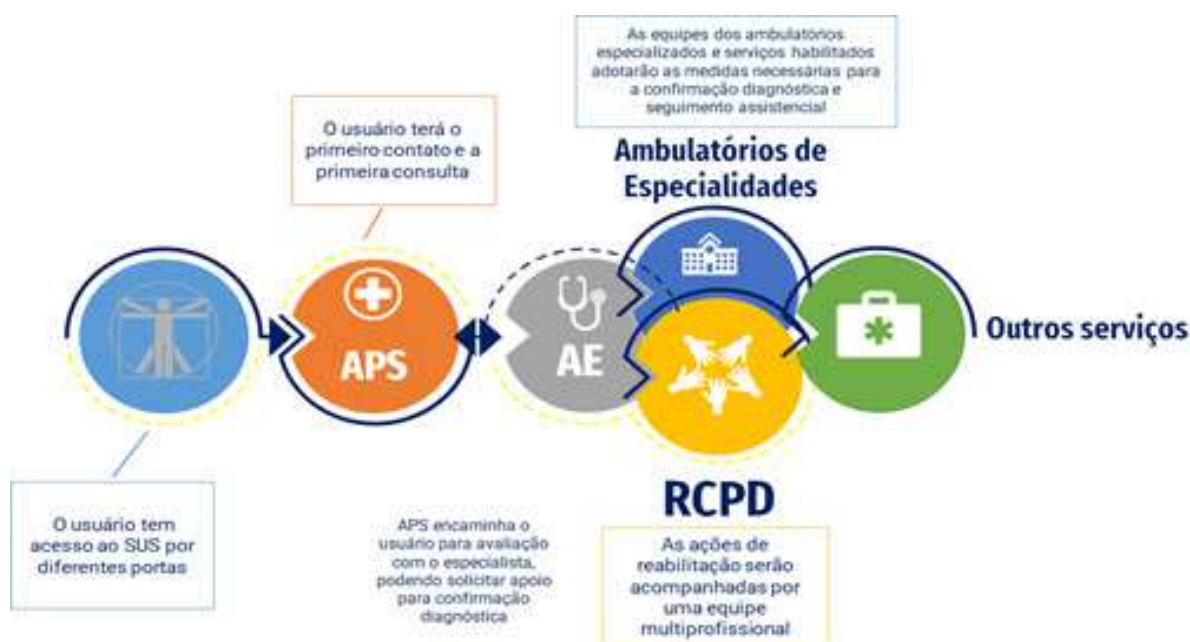 As equipes dos ambulatórios
especializados e serviços habilitados
adotarão as medidas necessárias para
a confirmação diagnóstica e
seguimento assistencial
O usuário terá o
primeiro contato e a
primeira consulta
Ambulatórios de
Especialidades
APS
AE
Outros serviços
RCPD
O usuário tem
acesso ao SUS por
diferentes portas
APS encaminha o
usuário para avaliação
com o especialista,
podendo solicitar apoio
para confirmação
diagnóstica
As ações de
reabilitação serão
acompanhadas por
uma equipe
multiprofissional